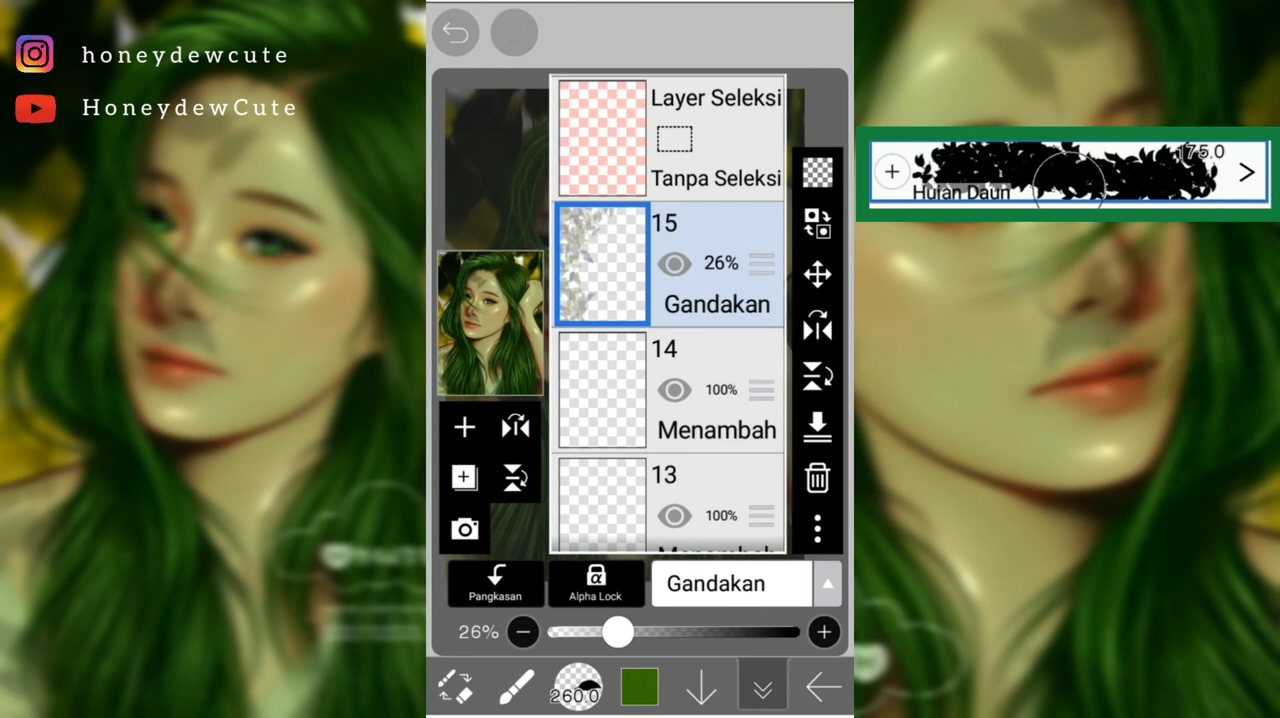 honeydewcute
HoneydewCute
Layer Seleksi
Tanpa Seleksi
15
26%
Gandakan
14
100%
Menambah
13
100%
Menambah
Pangkasan
α
Alpha Lock
Gandakan
26%
260.0
175.0
Hujan Daun